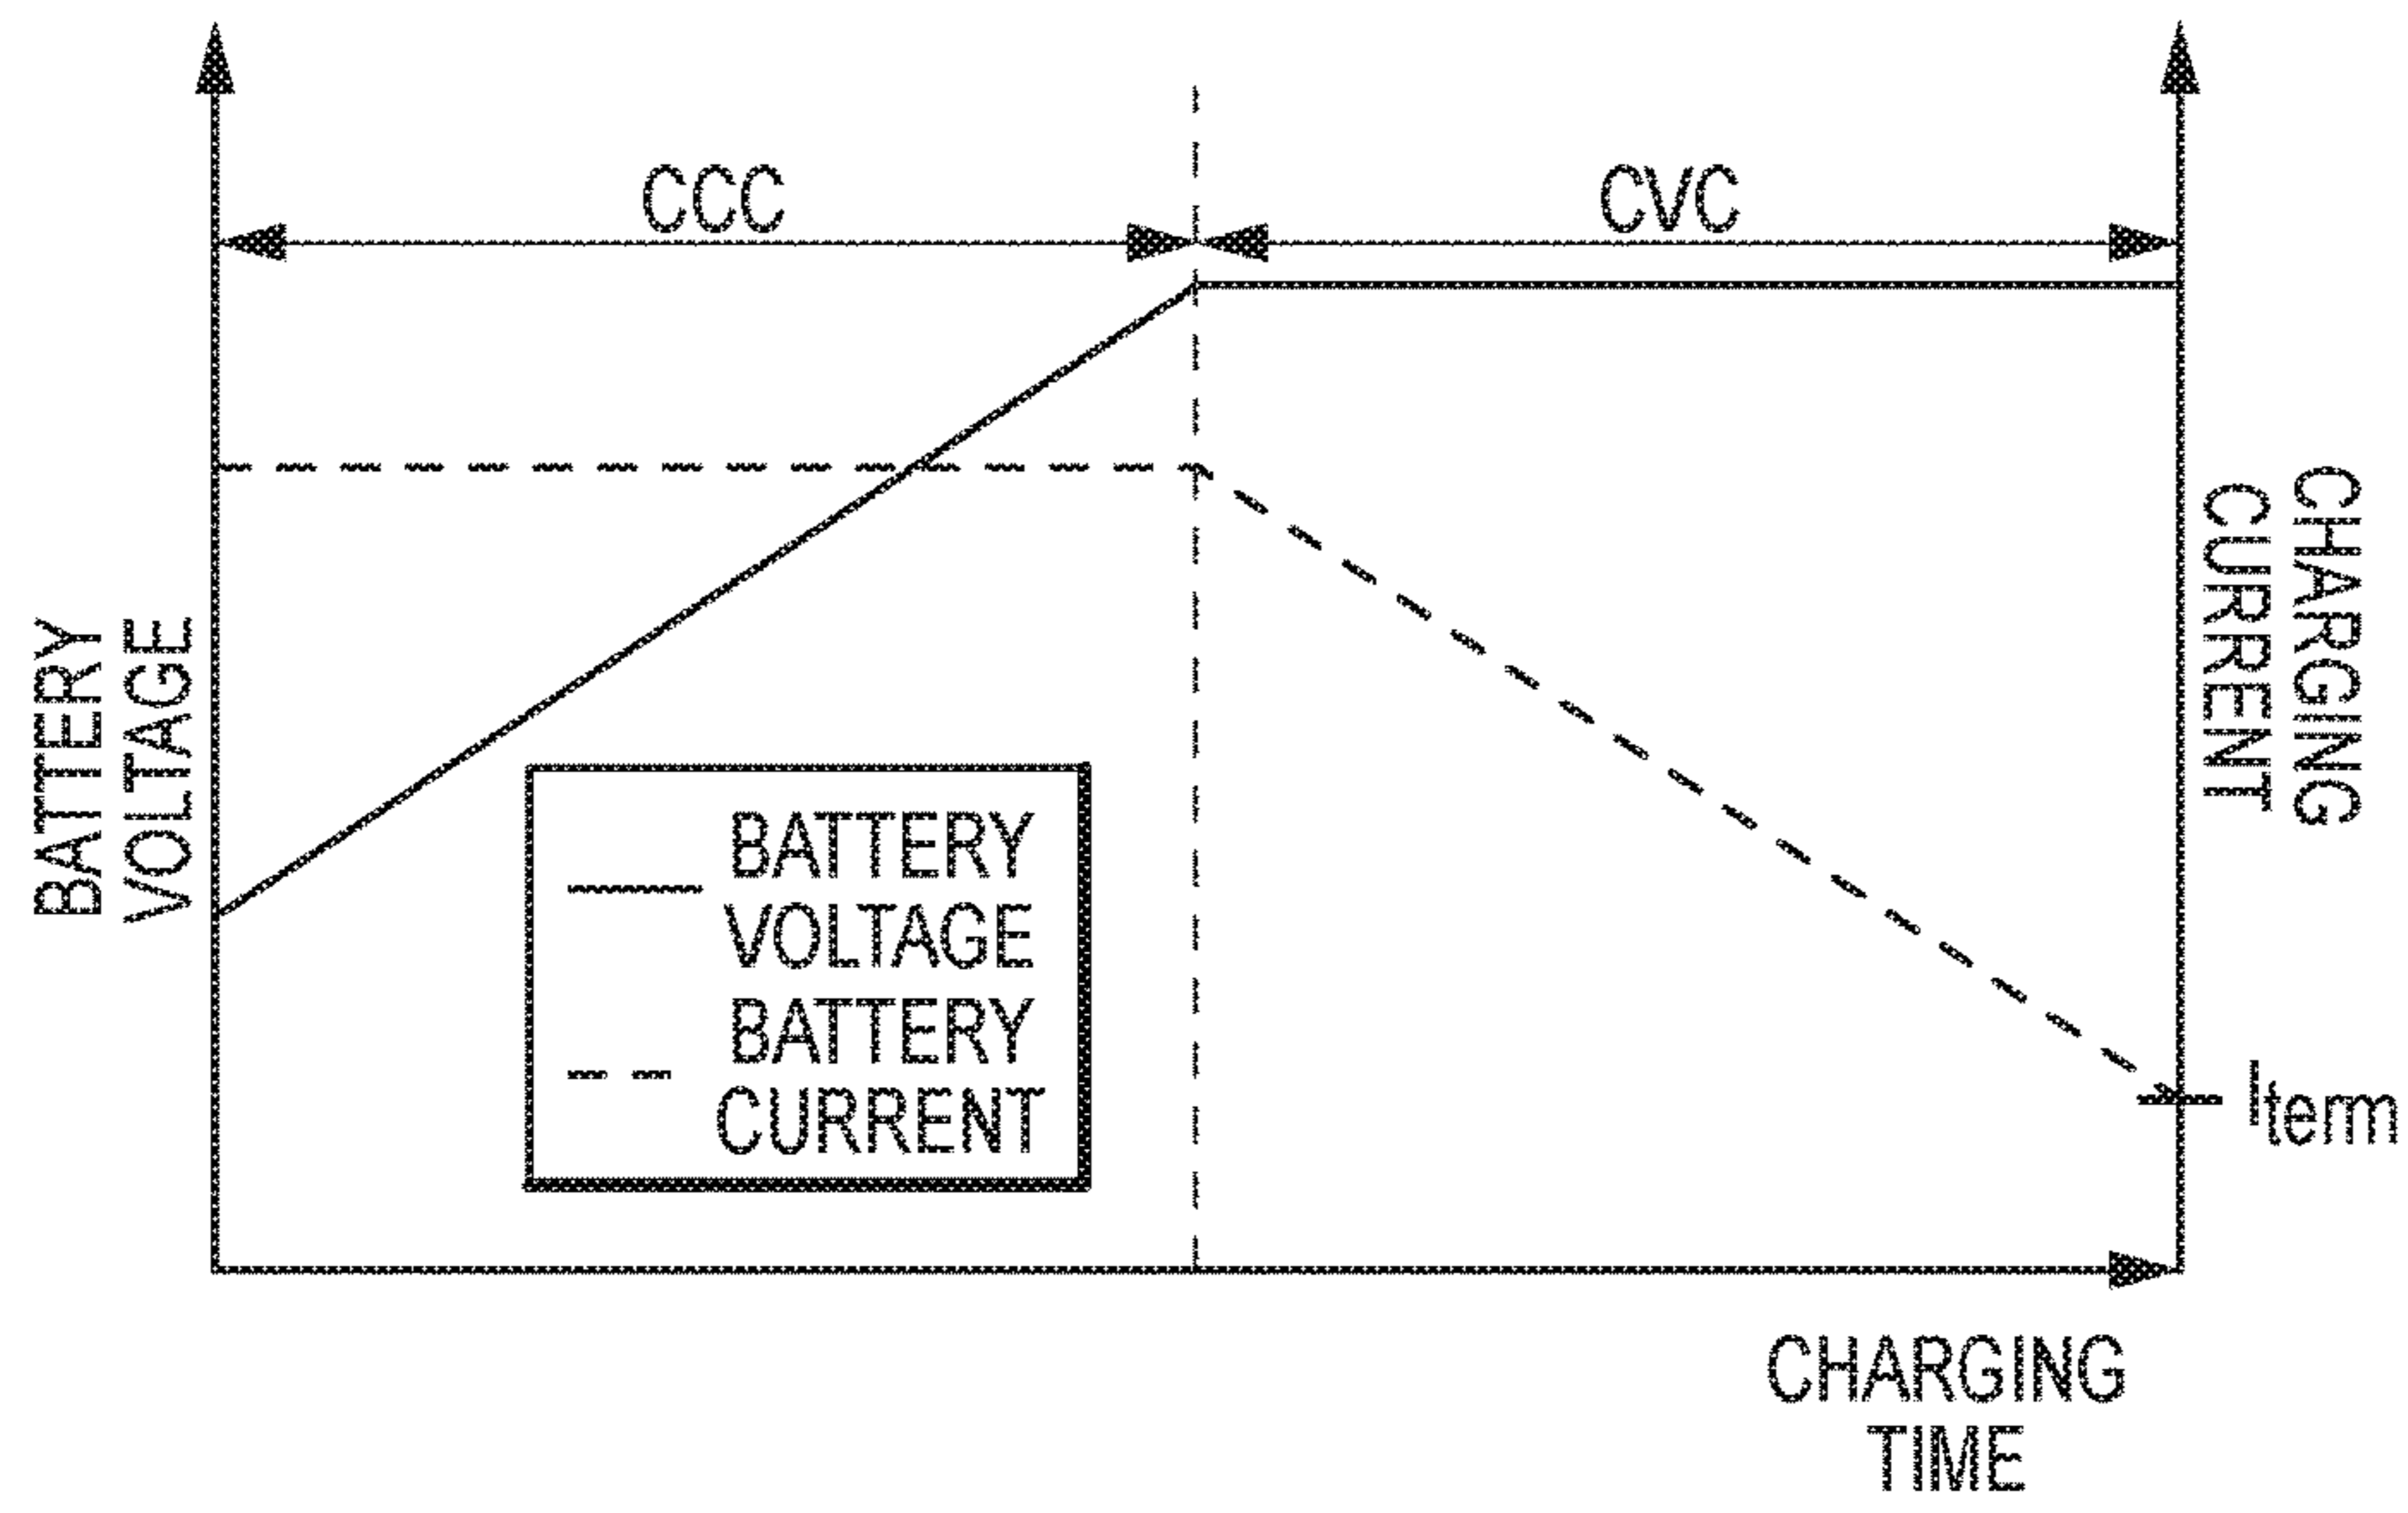 CCC
CVC
BATTERY
VOLTAGE
CHARGING
CURRENT
BATTERY
VOLTAGE
BATTERY
CURRENT
Iterm
CHARGING
TIME